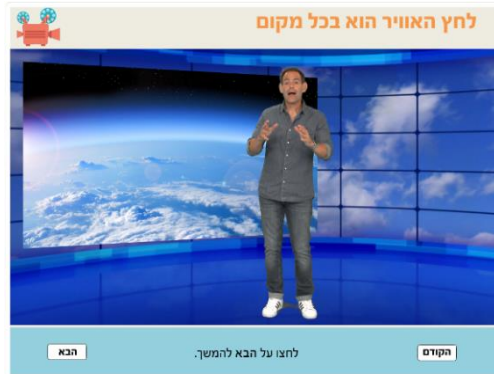 לחץ האוויר הוא בכל מקום
הקודם
לחצו על הבא להמשך.
הבא